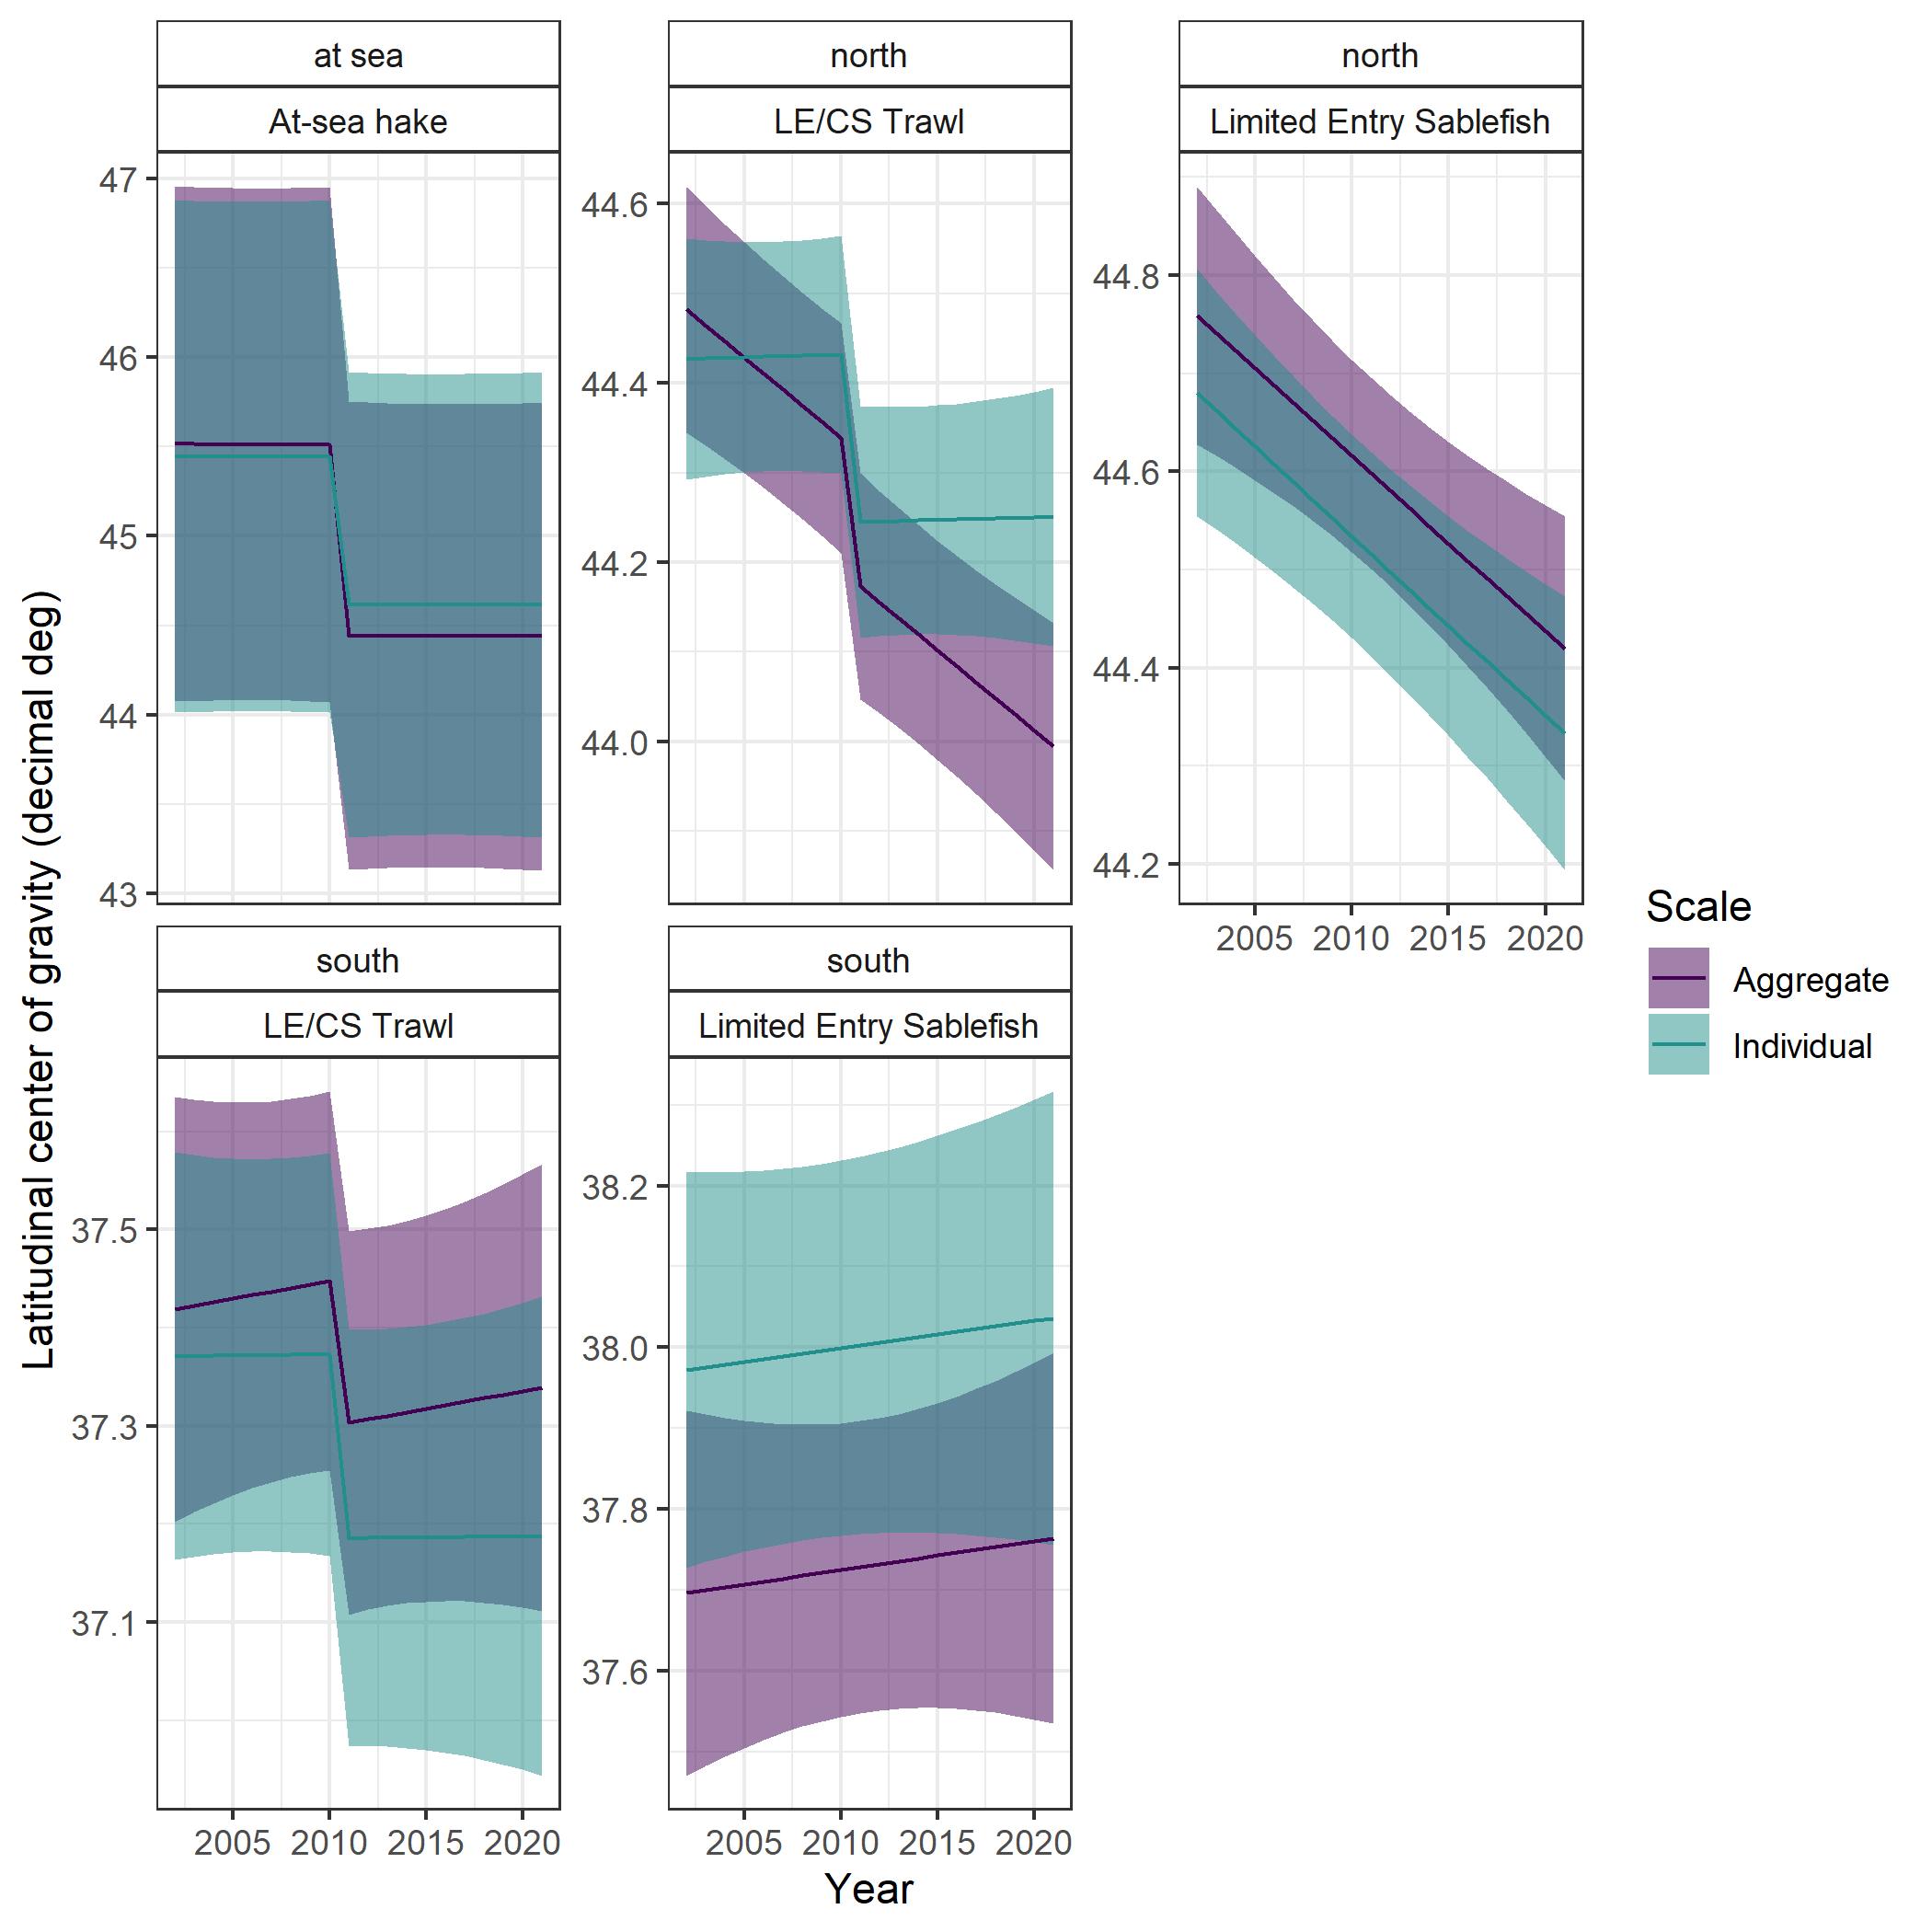 at sea
At-sea hake
north
LE/CS Trawl
north
Limited Entry Sablefish
47
46
45
44
43
44.6
44.4
44.2
44.0
44.8
44.6
44.4
44.2
2005 2010 2015 2020
Latitudinal center of gravity (decimal deg)
south
LE/CS Trawl
south
Limited Entry Sablefish
37.5
37.3
37.1
38.2
38.0
37.8
37.6
2005 2010 2015 2020
2005 2010 2015 2020
Year
Scale
Aggregate
Individual